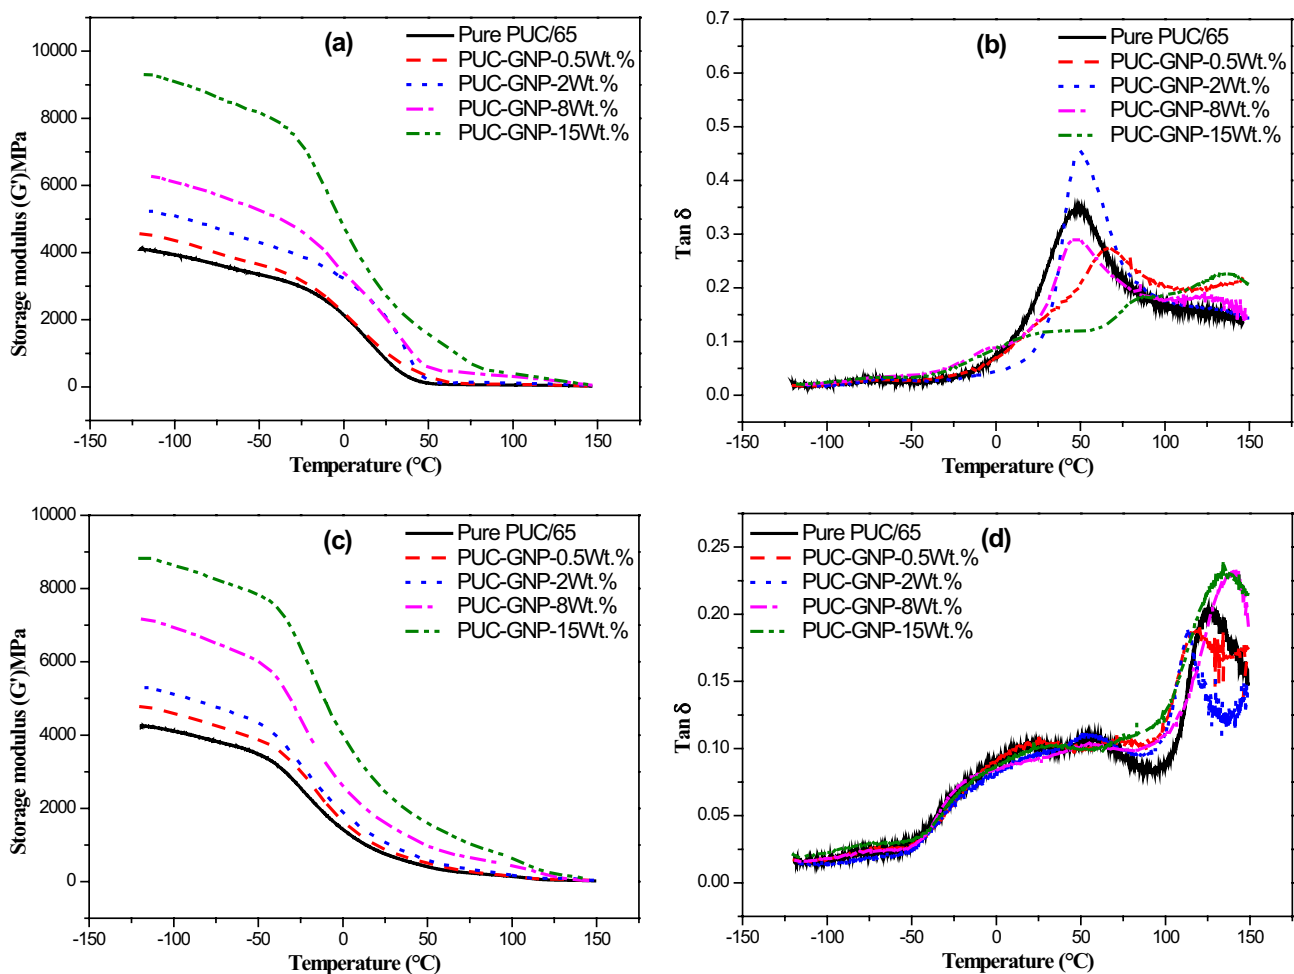 (a)
Pure PUC/65
PUC-GNP-0.5Wt.%
PUC-GNP-2Wt.%
PUC-GNP-8Wt.%
PUC-GNP-15Wt.%
Storage modulus (G')MPa
10000
8000
6000
4000
2000
0
-150 -100 -50 0 50 100 150
Temperature (°C)
(b)
Pure PUC/65
PUC-GNP-0.5Wt.%
PUC-GNP-2Wt.%
PUC-GNP-8Wt.%
PUC-GNP-15Wt.%
Tan δ
0.7
0.6
0.5
0.4
0.3
0.2
0.1
0.0
-150 -100 -50 0 50 100 150
Temperature (°C)
(c)
Pure PUC/65
PUC-GNP-0.5Wt.%
PUC-GNP-2Wt.%
PUC-GNP-8Wt.%
PUC-GNP-15Wt.%
Storage modulus (G')MPa
10000
8000
6000
4000
2000
0
-150 -100 -50 0 50 100 150
Temperature (°C)
(d)
Pure PUC/65
PUC-GNP-0.5Wt.%
PUC-GNP-2Wt.%
PUC-GNP-8Wt.%
PUC-GNP-15Wt.%
Tan δ
0.25
0.20
0.15
0.10
0.05
0.00
-150 -100 -50 0 50 100 150
Temperature (°C)